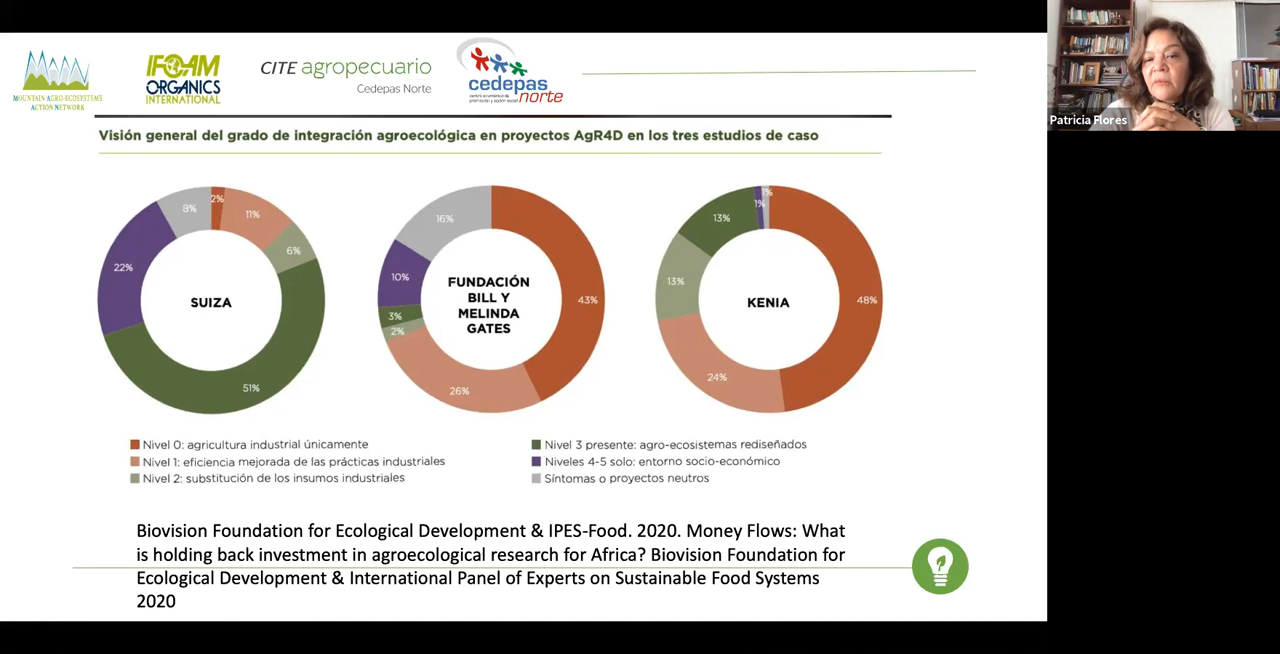 MOUNTAIN AGRO-ECOSYSTEMS
ACTION NETWORK
IFOAM
ORGANICS
INTERNATIONAL
CITE agropecuario
Cedepas Norte
cedepas
norte
Patricia Flores
Visión general del grado de integración agroecológica en proyectos AgR4D en los tres estudios de caso
8%
2%
11%
6%
22%
51%
SUIZA
16%
10%
3%
2%
43%
26%
FUNDACIÓN
BILL Y
MELINDA
GATES
1%
1%
13%
13%
48%
24%
KENIA
Nivel 0: agricultura industrial únicamente
Nivel 1: eficiencia mejorada de las prácticas industriales
Nivel 2: substitución de los insumos industriales
Nivel 3 presente: agro-ecosistemas rediseñados
Niveles 4-5 solo: entorno socio-económico
Síntomas o proyectos neutros
Biovision Foundation for Ecological Development & IPES-Food. 2020. Money Flows: What
is holding back investment in agroecological research for Africa? Biovision Foundation for
Ecological Development & International Panel of Experts on Sustainable Food Systems
2020